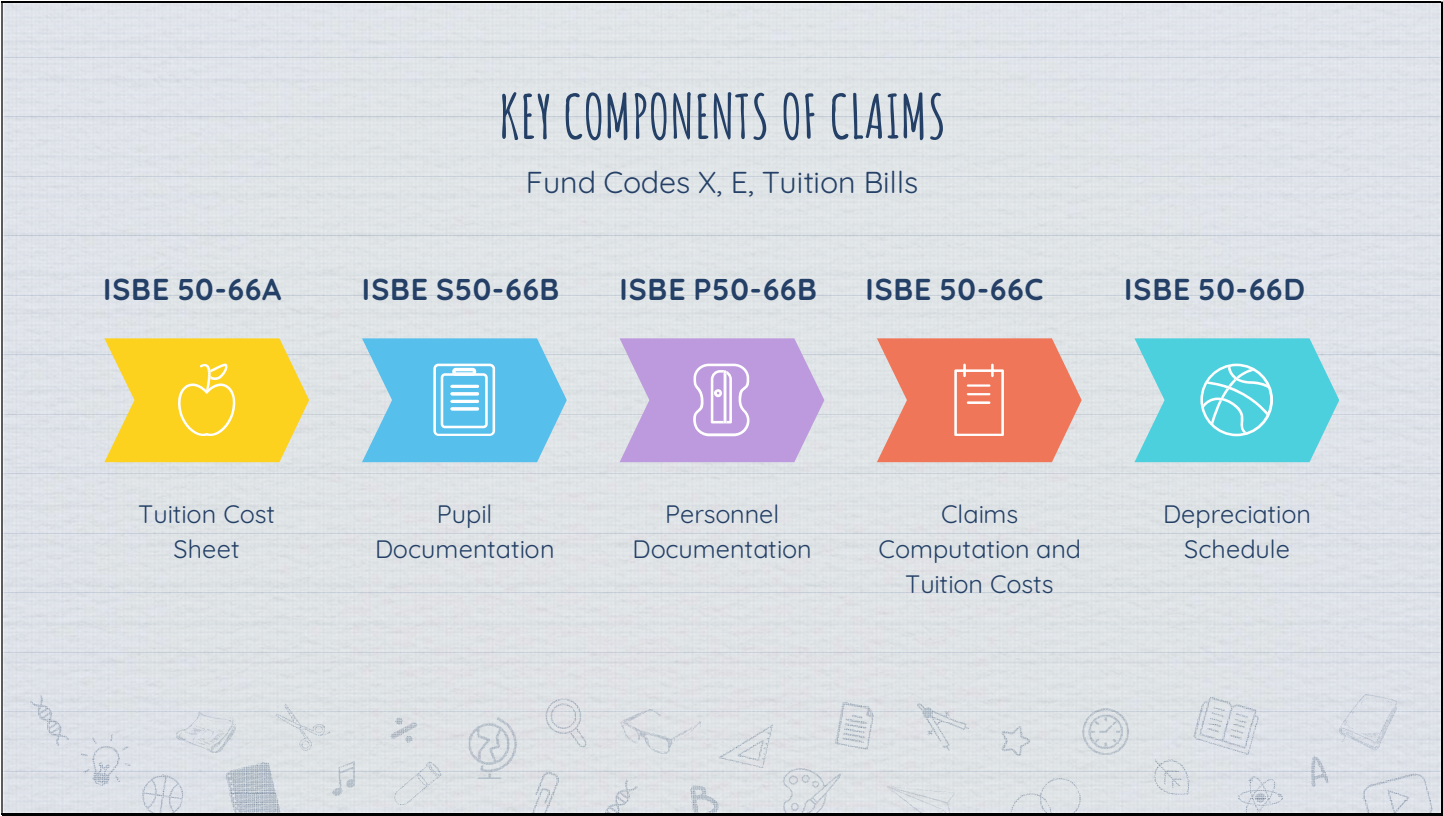 KEY COMPONENTS OF CLAIMS
Fund Codes X, E, Tuition Bills
ISBE 50-66A
ISBE S50-66B
ISBE P50-66B
ISBE 50-66C
ISBE 50-66D
Tuition Cost
Sheet
Pupil
Documentation
Personnel
Documentation
Claims
Computation and
Tuition Costs
Depreciation
Schedule
B
A